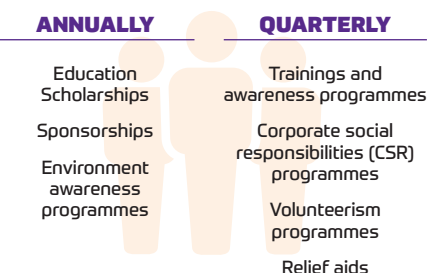 ANNUALLY
Education
Scholarships
Sponsorships
Environment
awareness
programmes
QUARTERLY
Trainings and
awareness programmes
Corporate social
responsibilities (CSR)
programmes
Volunteerism
programmes
Relief aids